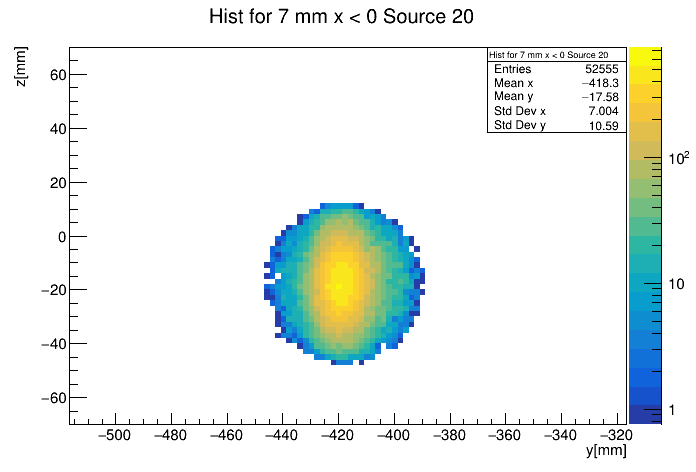 Hist for 7 mm x < 0 Source 20
z[mm]
Hist for 7 mm x < 0 Source 20
Entries 52555
Mean x −418.3
Mean y −17.58
Std Dev x 7.004
Std Dev y 10.59
60
40
20
0
−20
−40
−60
10²
10
1
−500 −480 −460 −440 −420 −400 −380 −360 −340 −320
y[mm]